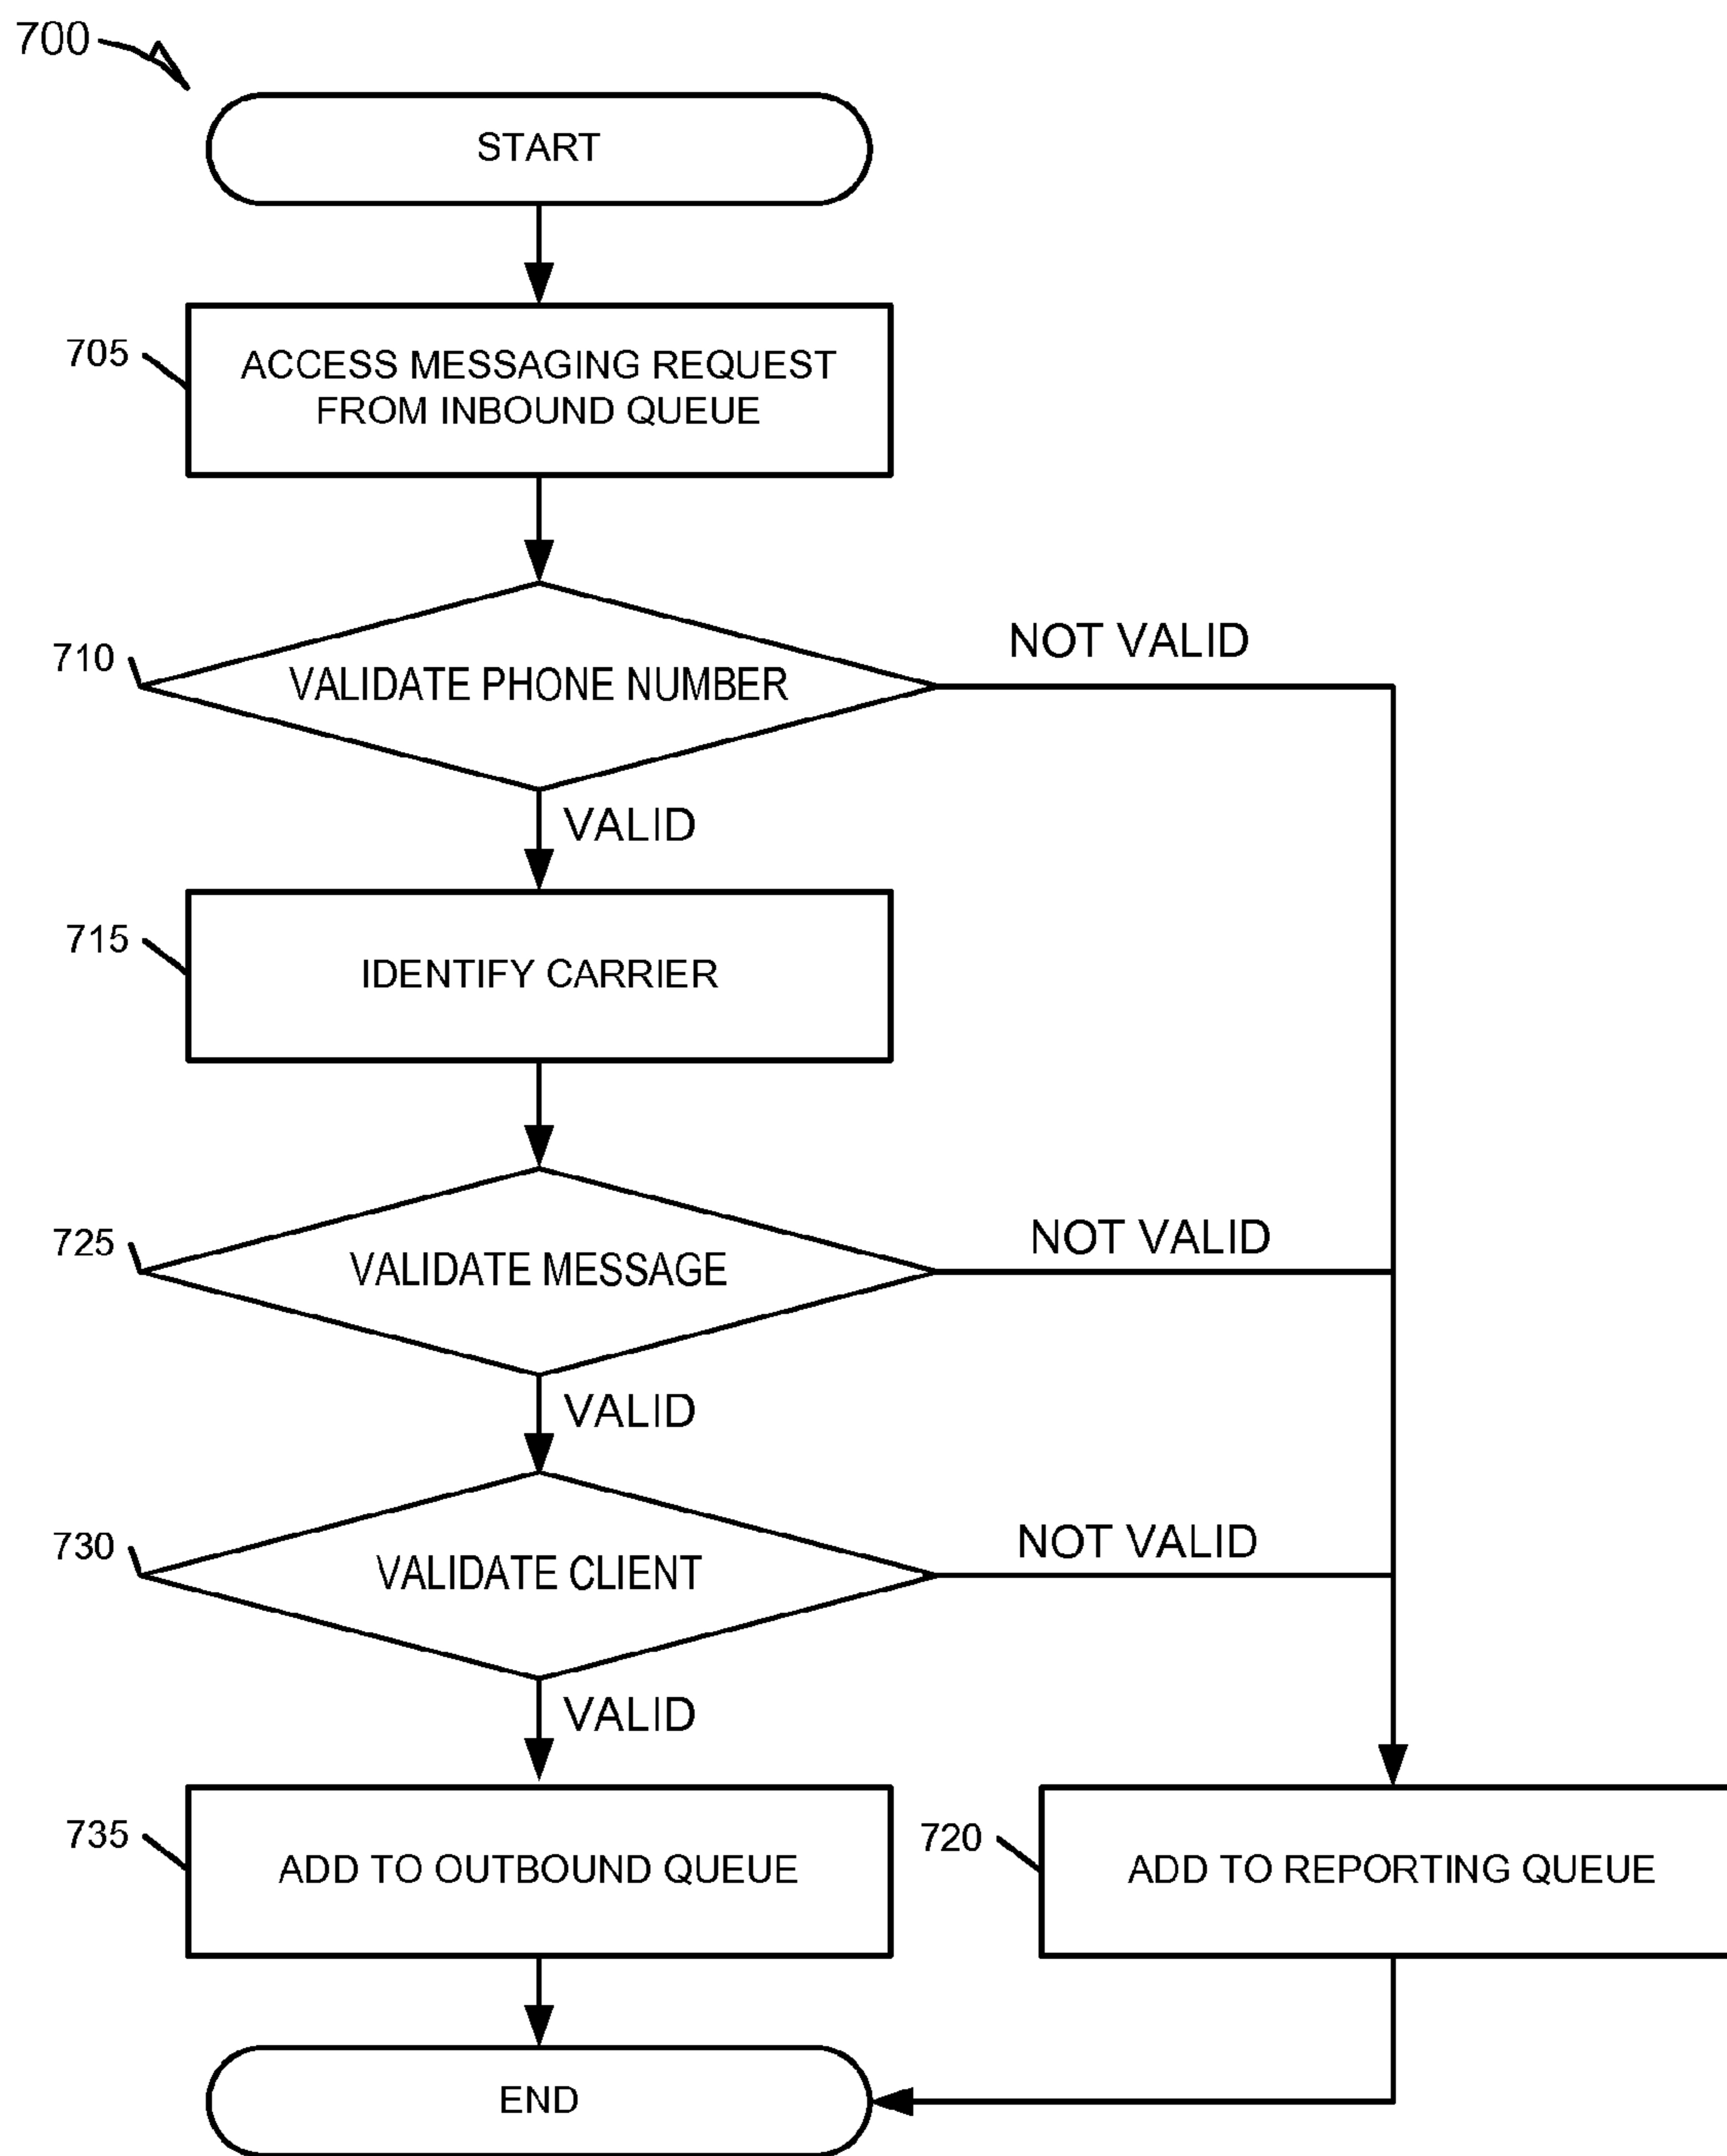 700
START
705
ACCESS MESSAGING REQUEST
FROM INBOUND QUEUE
710
VALIDATE PHONE NUMBER
NOT VALID
VALID
715
IDENTIFY CARRIER
725
VALIDATE MESSAGE
NOT VALID
VALID
730
VALIDATE CLIENT
NOT VALID
VALID
735
ADD TO OUTBOUND QUEUE
720
ADD TO REPORTING QUEUE
END